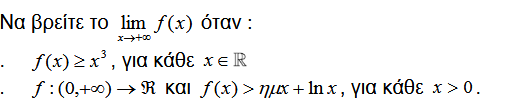 Να βρείτε το lim f(x) όταν :
x→+∞
. f(x) ≥ x³ , για κάθε x∈ℝ
. f : (0,+∞) → ℜ και f(x) > ημx + ln x , για κάθε x > 0 .